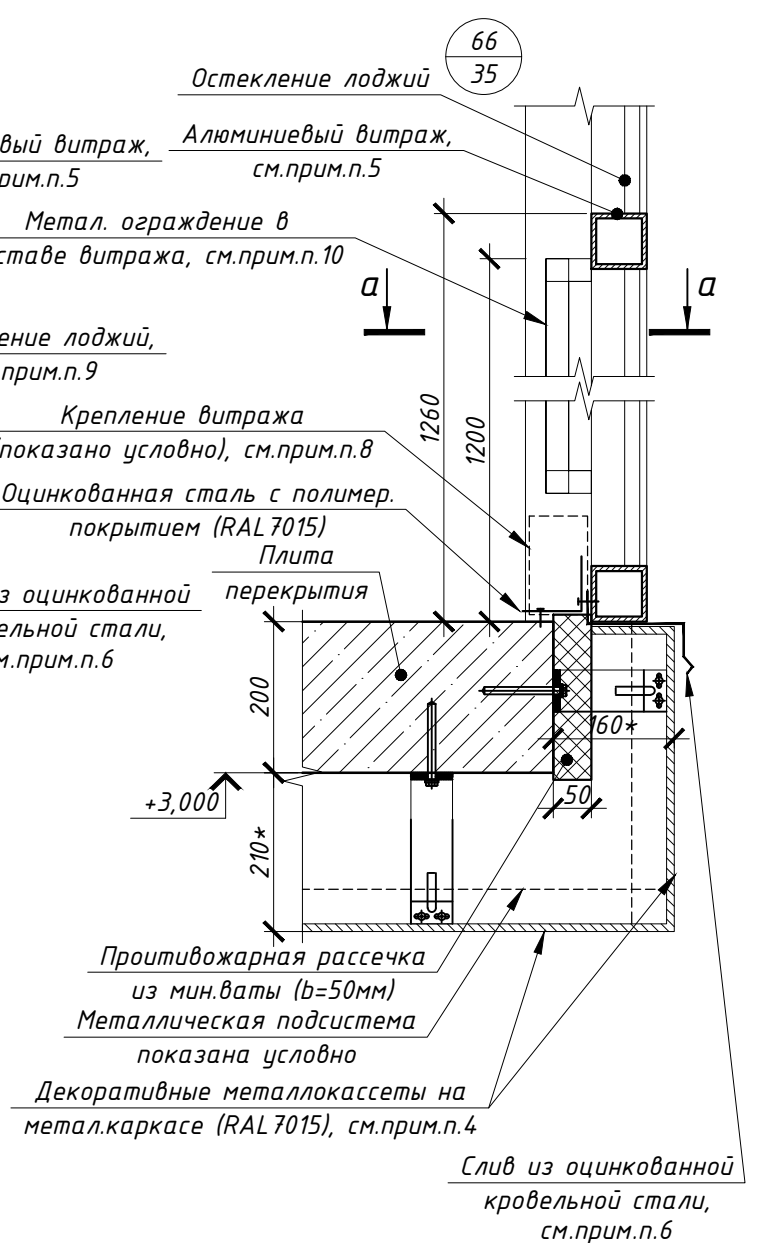 66
35
Остекление лоджий
вый витраж,
рим.п.5
Алюминиевый витраж,
см.прим.п.5
Метал. ограждение в
ставе витража, см.прим.п.10
а
а
ение лоджий,
прим.п.9
1260
1200
Крепление витража
показано условно), см.прим.п.8
Оцинкованная сталь с полимер.
покрытием (RAL 7015)
Плита
перекрытия
з оцинкованной
ельной стали,
м.прим.п.6
200
160*
+3,000
50
210*
Проитивожарная рассечка
из мин.ваты (b=50мм)
Металлическая подсистема
показана условно
Декоративные металлокассеты на
метал.каркасе (RAL 7015), см.прим.п.4
Слив из оцинкованной
кровельной стали,
см.прим.п.6